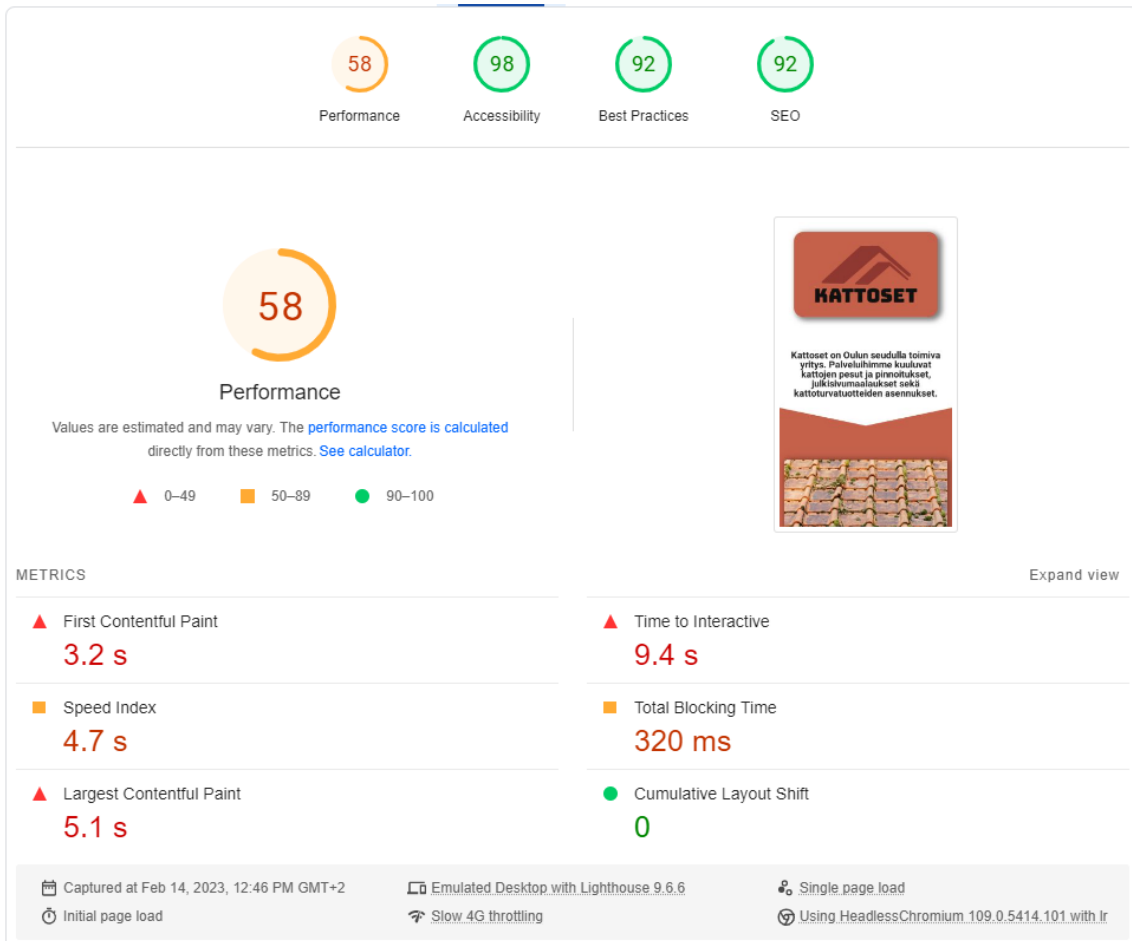 58
98
92
92
Performance
Accessibility
Best Practices
SEO
58
Performance
Values are estimated and may vary. The performance score is calculated
directly from these metrics. See calculator.
0–49
50–89
90–100
KATTOSET
Kattoset on Oulun seudulla toimiva
yritys. Palveluihimme kuuluvat
kattojen pesut ja pinnoitukset,
julkisivumaalaukset sekä
kattoturvatuotteiden asennukset.
METRICS
Expand view
First Contentful Paint
3.2 s
Time to Interactive
9.4 s
Speed Index
4.7 s
Total Blocking Time
320 ms
Largest Contentful Paint
5.1 s
Cumulative Layout Shift
0
Captured at Feb 14, 2023, 12:46 PM GMT+2
Emulated Desktop with Lighthouse 9.6.6
Single page load
Initial page load
Slow 4G throttling
Using HeadlessChromium 109.0.5414.101 with lr